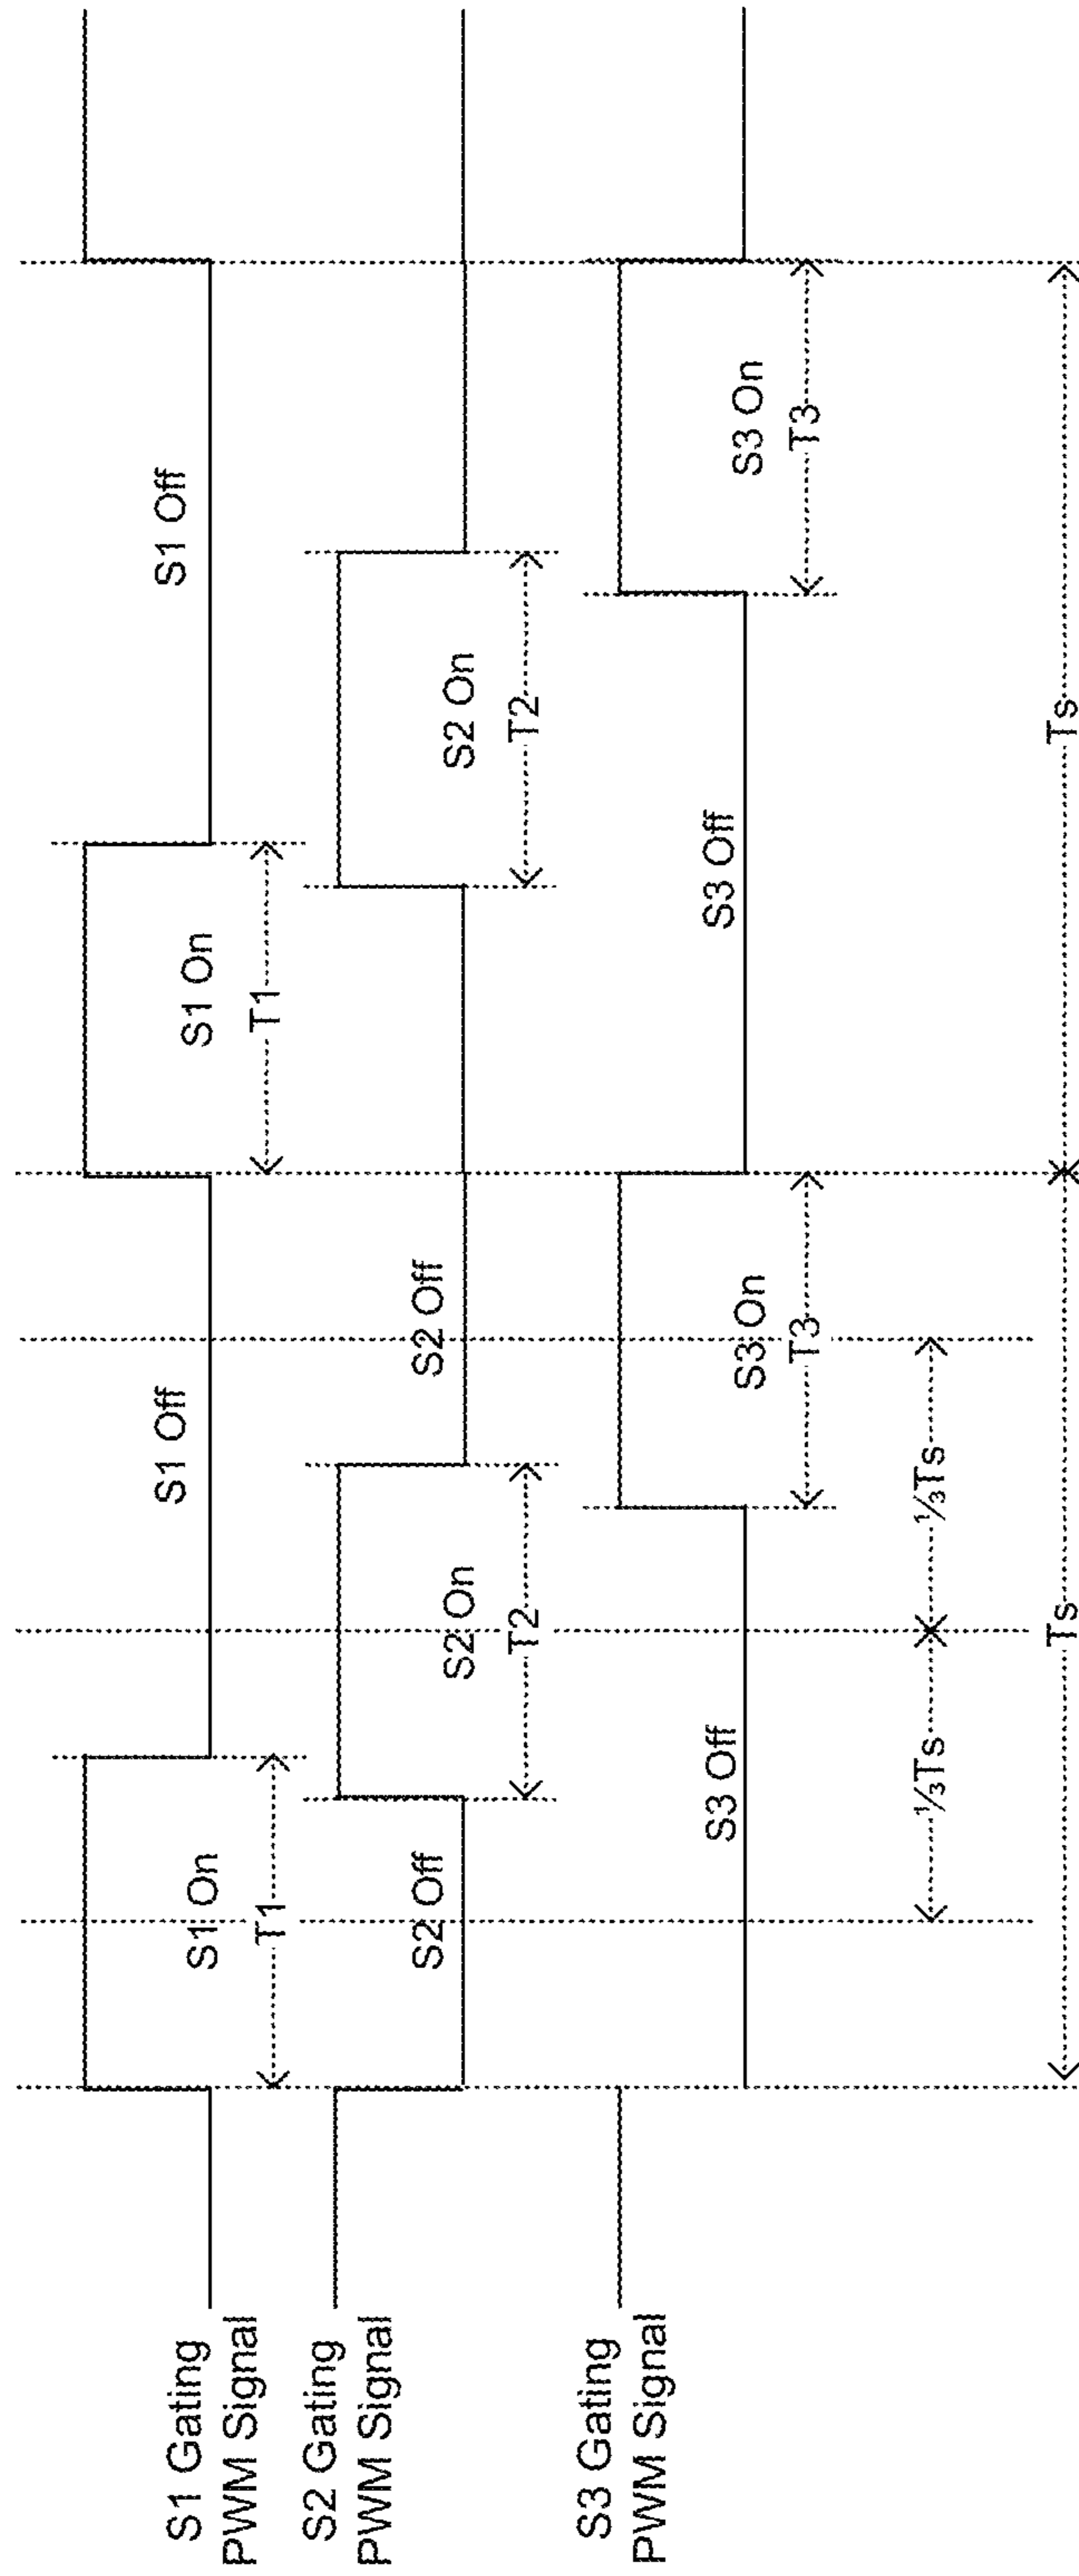 S1 Gating
PWM Signal
S1 On
T1
S1 Off
S1 On
T1
S1 Off
S2 Gating
PWM Signal
S2 Off
S2 On
T2
S2 Off
S2 On
T2
S3 Gating
PWM Signal
S3 Off
S3 On
T3
S3 Off
S3 On
T3
⅓Ts
⅓Ts
Ts
Ts